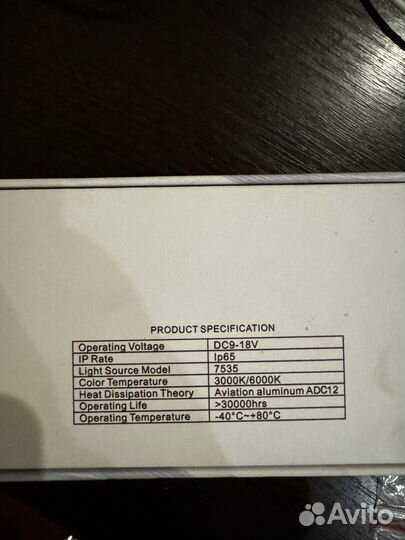 PRODUCT SPECIFICATION
Operating Voltage DC9-18V
IP Rate Ip65
Light Source Model 7535
Color Temperature 3000K/6000K
Heat Dissipation Theory Aviation aluminum ADC12
Operating Life >30000hrs
Operating Temperature -40°C~+80°C
Avito